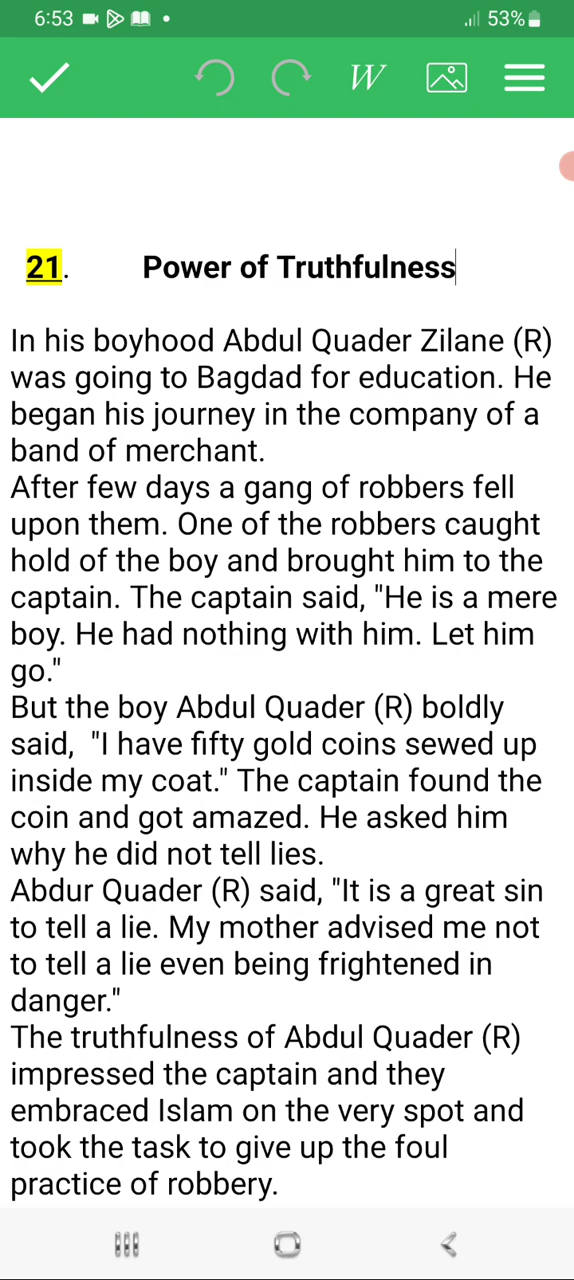 6:53
53%
W
21. Power of Truthfulness
In his boyhood Abdul Quader Zilane (R)
was going to Bagdad for education. He
began his journey in the company of a
band of merchant.
After few days a gang of robbers fell
upon them. One of the robbers caught
hold of the boy and brought him to the
captain. The captain said, "He is a mere
boy. He had nothing with him. Let him
go."
But the boy Abdul Quader (R) boldly
said,  "I have fifty gold coins sewed up
inside my coat." The captain found the
coin and got amazed. He asked him
why he did not tell lies.
Abdur Quader (R) said, "It is a great sin
to tell a lie. My mother advised me not
to tell a lie even being frightened in
danger."
The truthfulness of Abdul Quader (R)
impressed the captain and they
embraced Islam on the very spot and
took the task to give up the foul
practice of robbery.